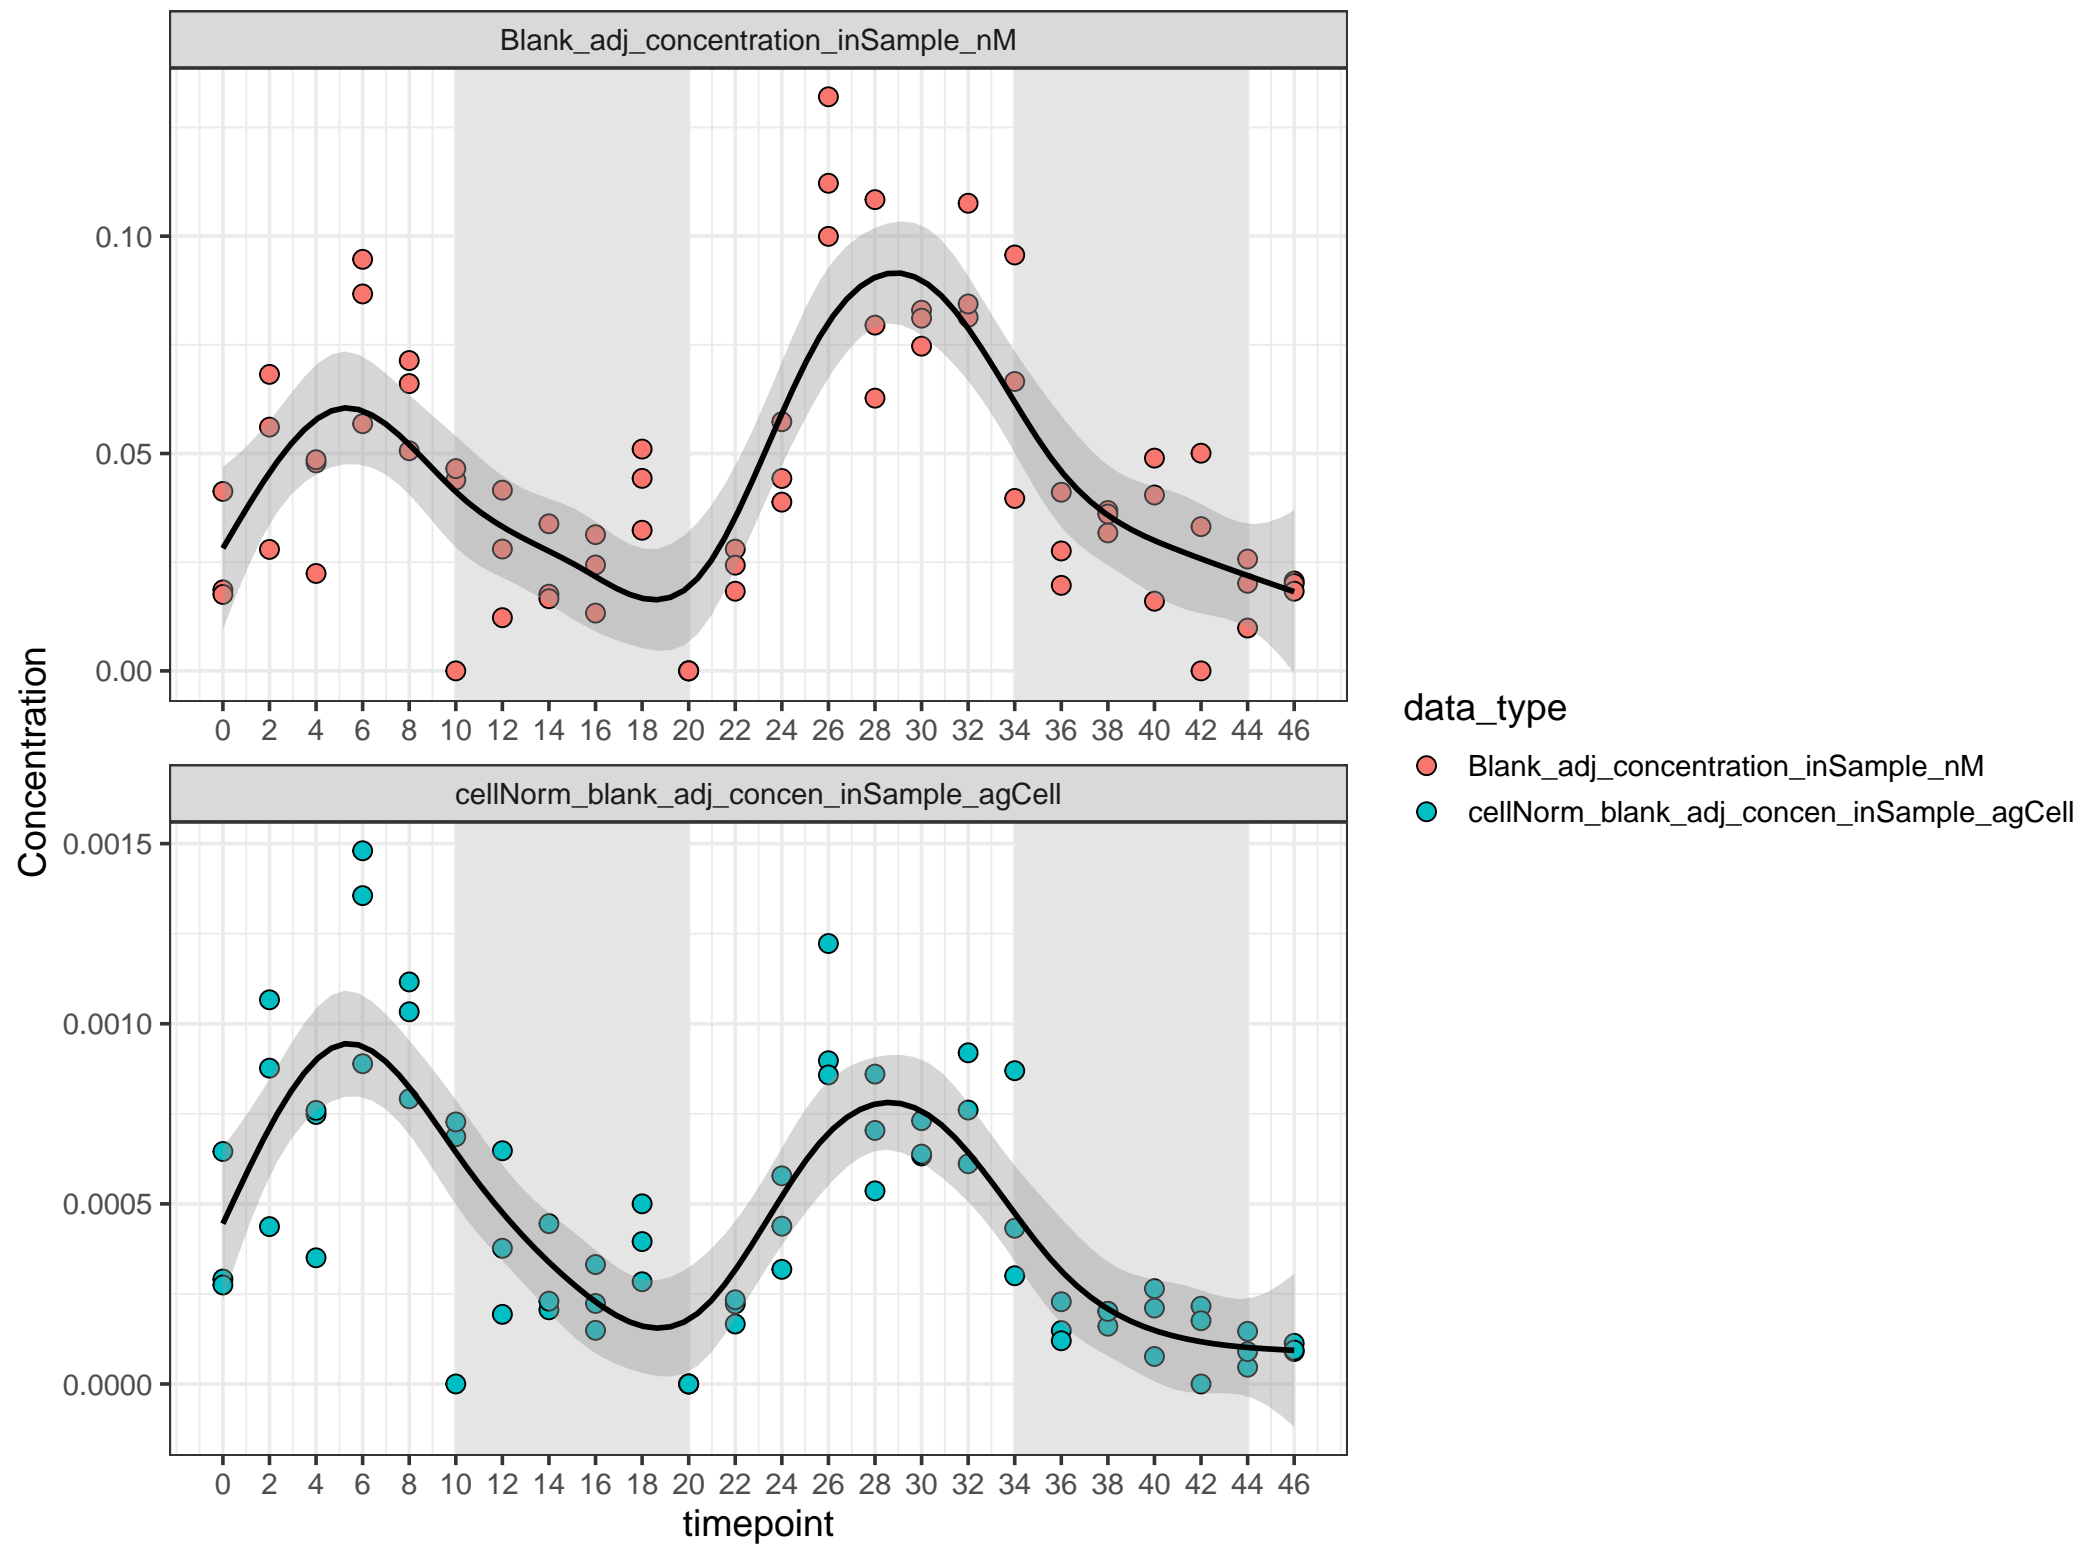 Blank_adj_concentration_inSample_nM
0.10
0.05
0.00
0 2 4 6 8 10 12 14 16 18 20 22 24 26 28 30 32 34 36 38 40 42 44 46
cellNorm_blank_adj_concen_inSample_agCell
0.0015
0.0010
0.0005
0.0000
0 2 4 6 8 10 12 14 16 18 20 22 24 26 28 30 32 34 36 38 40 42 44 46
timepoint
Concentration
data_type
Blank_adj_concentration_inSample_nM
cellNorm_blank_adj_concen_inSample_agCell